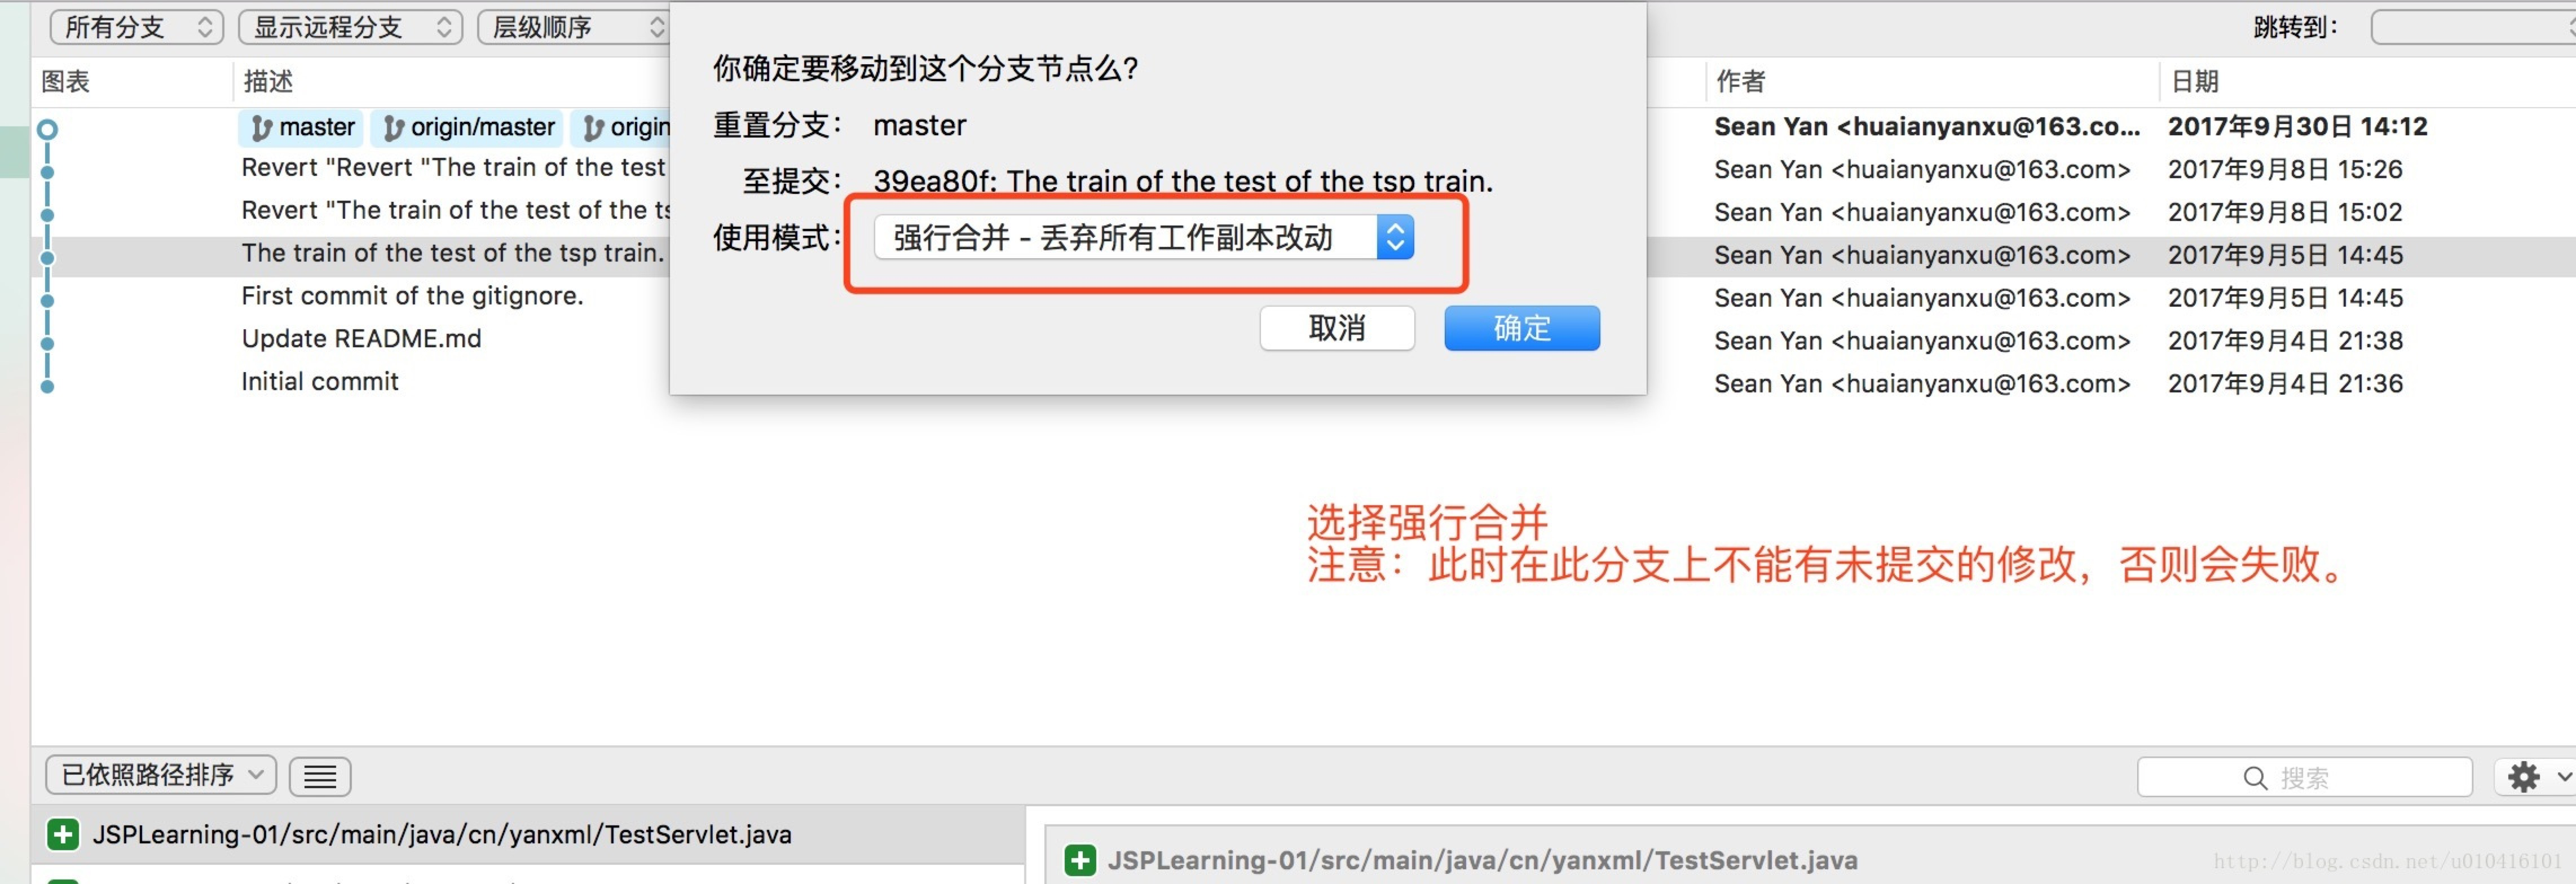 所有分支 显示远程分支 层级顺序 跳转到：
图表 描述 作者 日期
你确定要移动到这个分支节点么？
重置分支： master
至提交： 39ea80f: The train of the test of the tsp train.
使用模式： 强行合并 - 丢弃所有工作副本改动
取消 确定
master origin/master origin Sean Yan <huaianyanxu@163.co... 2017年9月30日 14:12
Revert "Revert "The train of the test Sean Yan <huaianyanxu@163.com> 2017年9月8日 15:26
Revert "The train of the test of the ts Sean Yan <huaianyanxu@163.com> 2017年9月8日 15:02
The train of the test of the tsp train. Sean Yan <huaianyanxu@163.com> 2017年9月5日 14:45
First commit of the gitignore. Sean Yan <huaianyanxu@163.com> 2017年9月5日 14:45
Update README.md Sean Yan <huaianyanxu@163.com> 2017年9月4日 21:38
Initial commit Sean Yan <huaianyanxu@163.com> 2017年9月4日 21:36
选择强行合并
注意：此时在此分支上不能有未提交的修改，否则会失败。
已依照路径排序 搜索
JSPLearning-01/src/main/java/cn/yanxml/TestServlet.java
JSPLearning-01/src/main/java/cn/yanxml/TestServlet.java
http://blog.csdn.net/u010416101